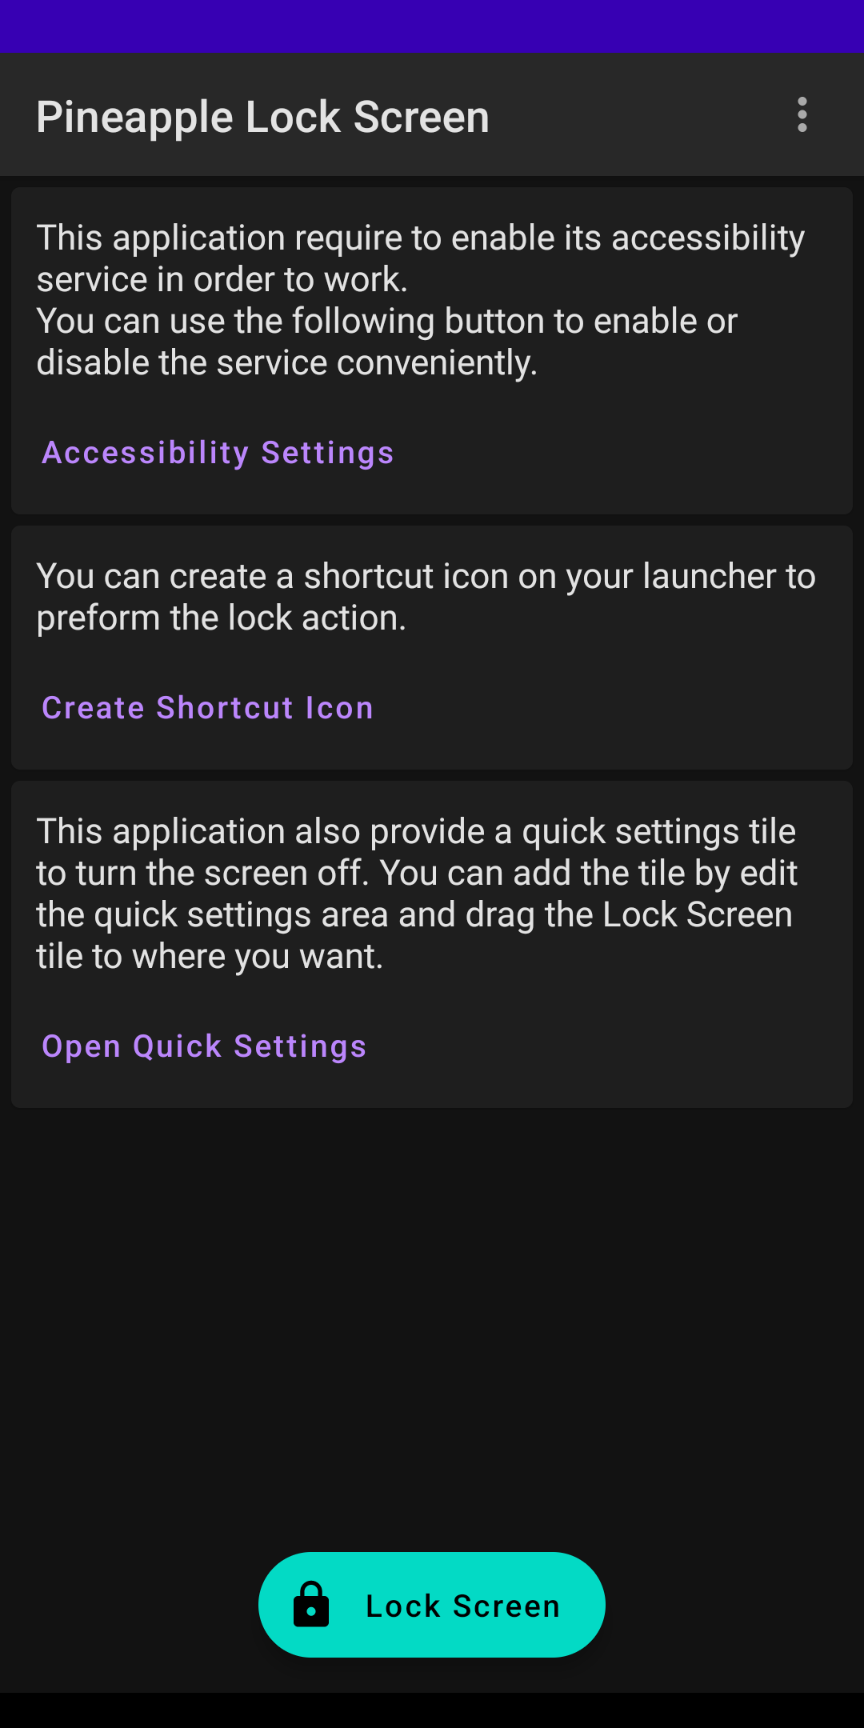 Pineapple Lock Screen
This application require to enable its accessibility
service in order to work.
You can use the following button to enable or
disable the service conveniently.
Accessibility Settings
You can create a shortcut icon on your launcher to
preform the lock action.
Create Shortcut Icon
This application also provide a quick settings tile
to turn the screen off. You can add the tile by edit
the quick settings area and drag the Lock Screen
tile to where you want.
Open Quick Settings
Lock Screen